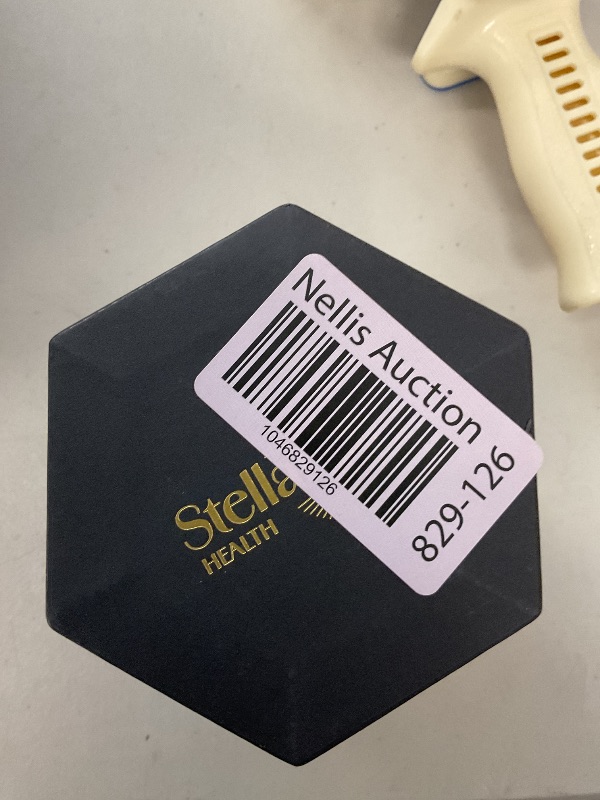 Nellis Auction
1046829126
829-126
Stella
HEALTH